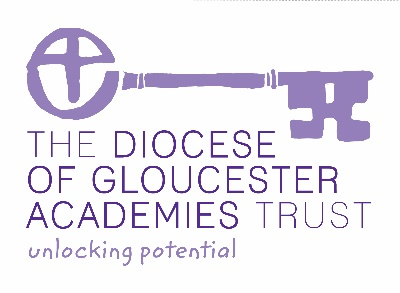 THE DIOCESE
OF GLOUCESTER
ACADEMIES TRUST
unlocking potential